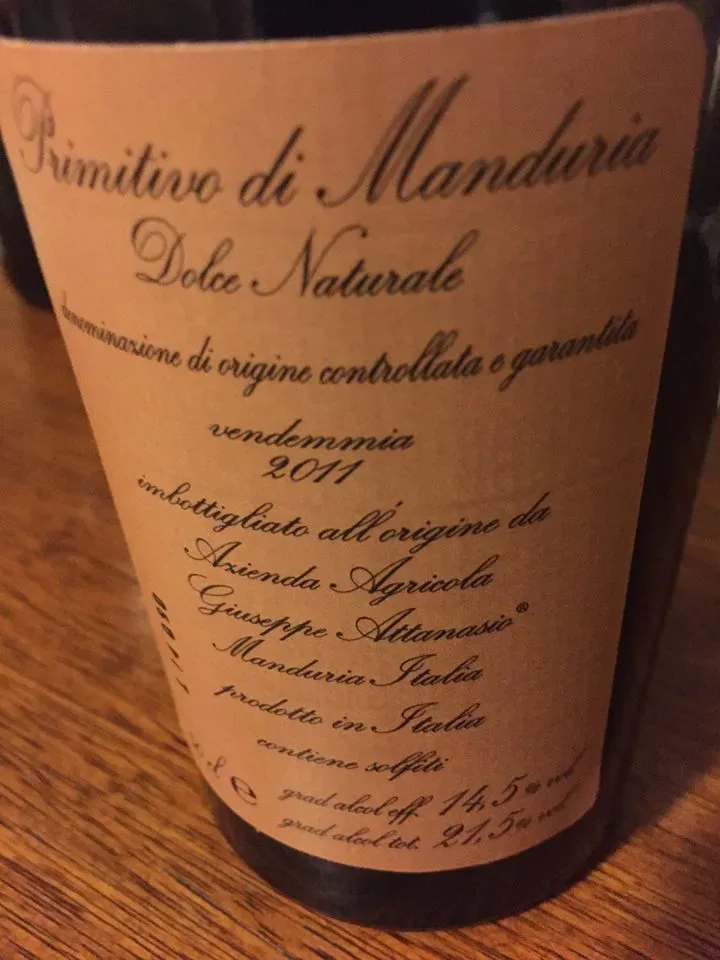 Primitivo di Manduria
Dolce Naturale
denominazione di origine controllata e garantita
vendemmia
2011
imbottigliato all'origine da
Azienda Agricola
Giuseppe Attanasio®
Manduria Italia
prodotto in Italia
contiene solfiti
e grad alcol eff. 14,5% vol
grad alcol tot. 21,5% vol